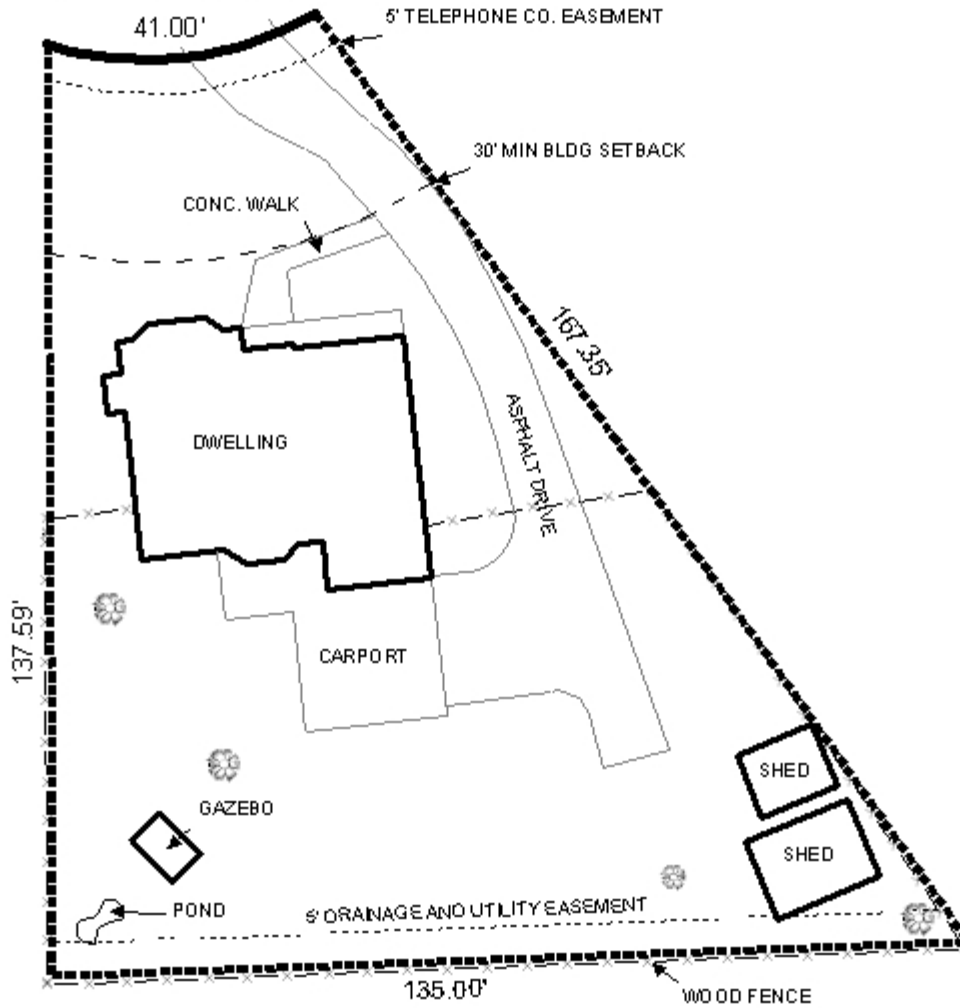 5' TELEPHONE CO. EASEMENT
41.00'
30' MIN BLDG SETBACK
CONC. WALK
167.35'
DWELLING
ASPHALT DRIVE
137.59'
CARPORT
SHED
GAZEBO
SHED
POND
5' DRAINAGE AND UTILITY EASEMENT
135.00'
WOOD FENCE